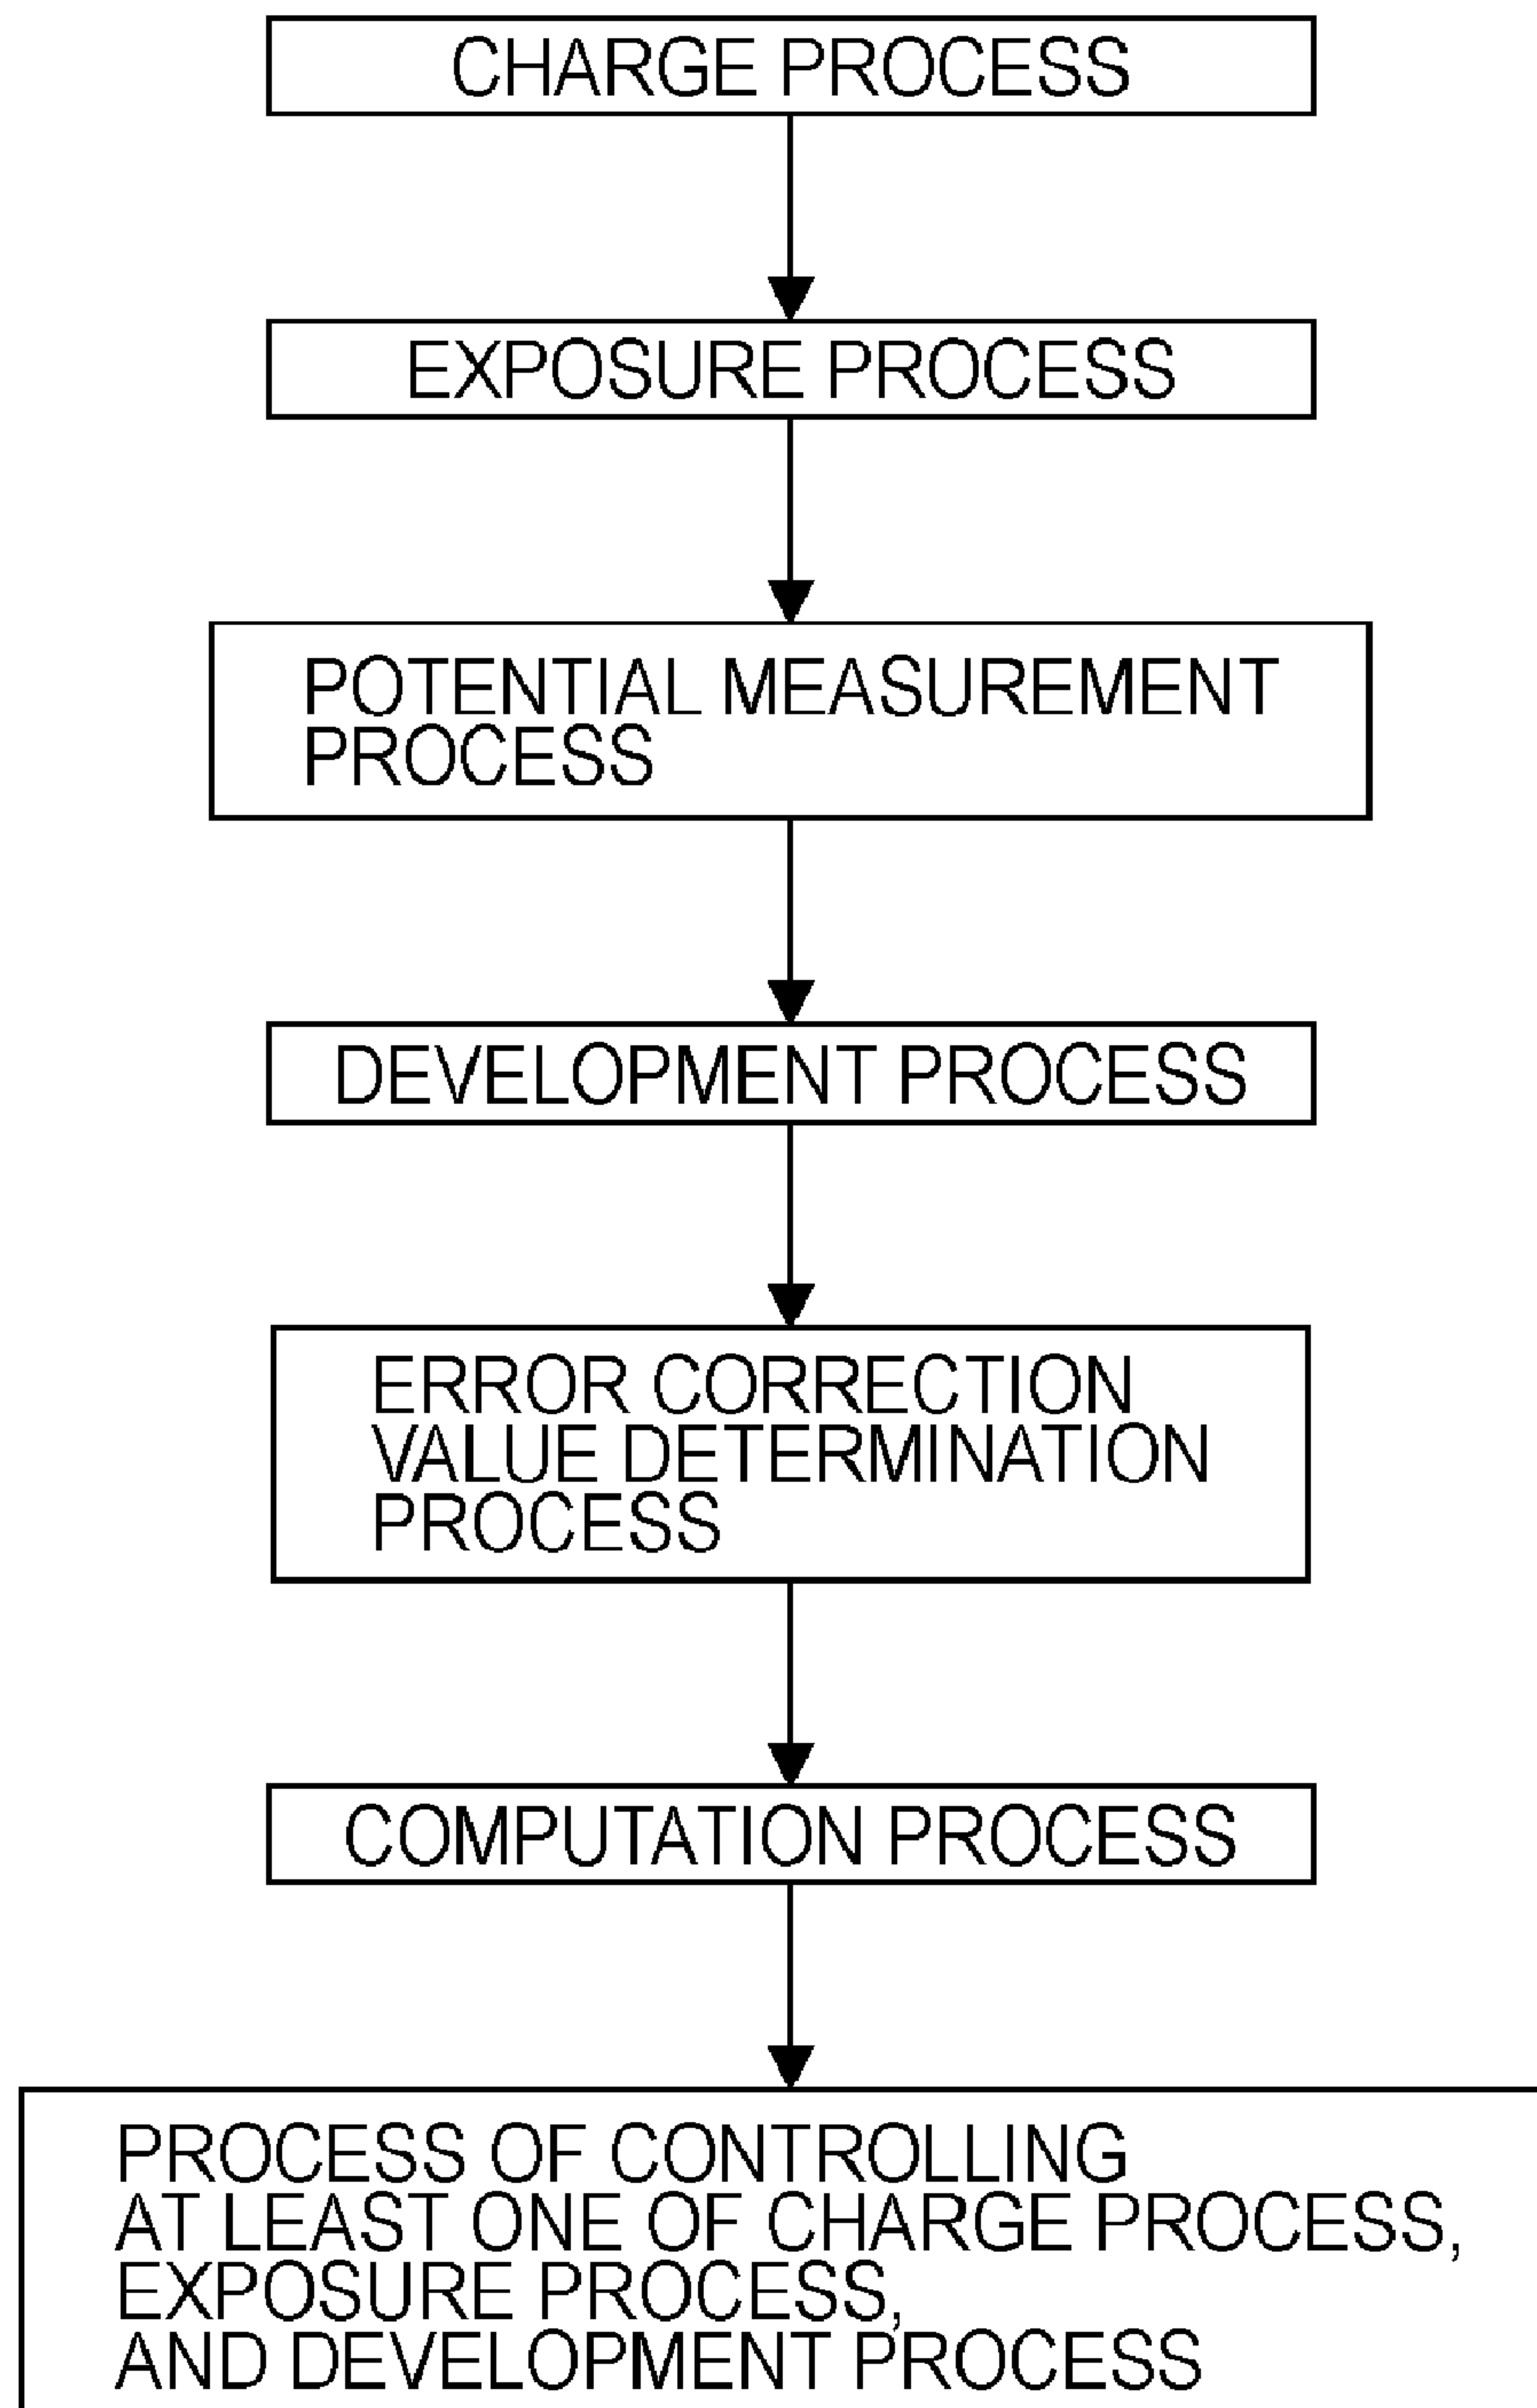 CHARGE PROCESS
EXPOSURE PROCESS
POTENTIAL MEASUREMENT
PROCESS
DEVELOPMENT PROCESS
ERROR CORRECTION
VALUE DETERMINATION
PROCESS
COMPUTATION PROCESS
PROCESS OF CONTROLLING
AT LEAST ONE OF CHARGE PROCESS,
EXPOSURE PROCESS,
AND DEVELOPMENT PROCESS